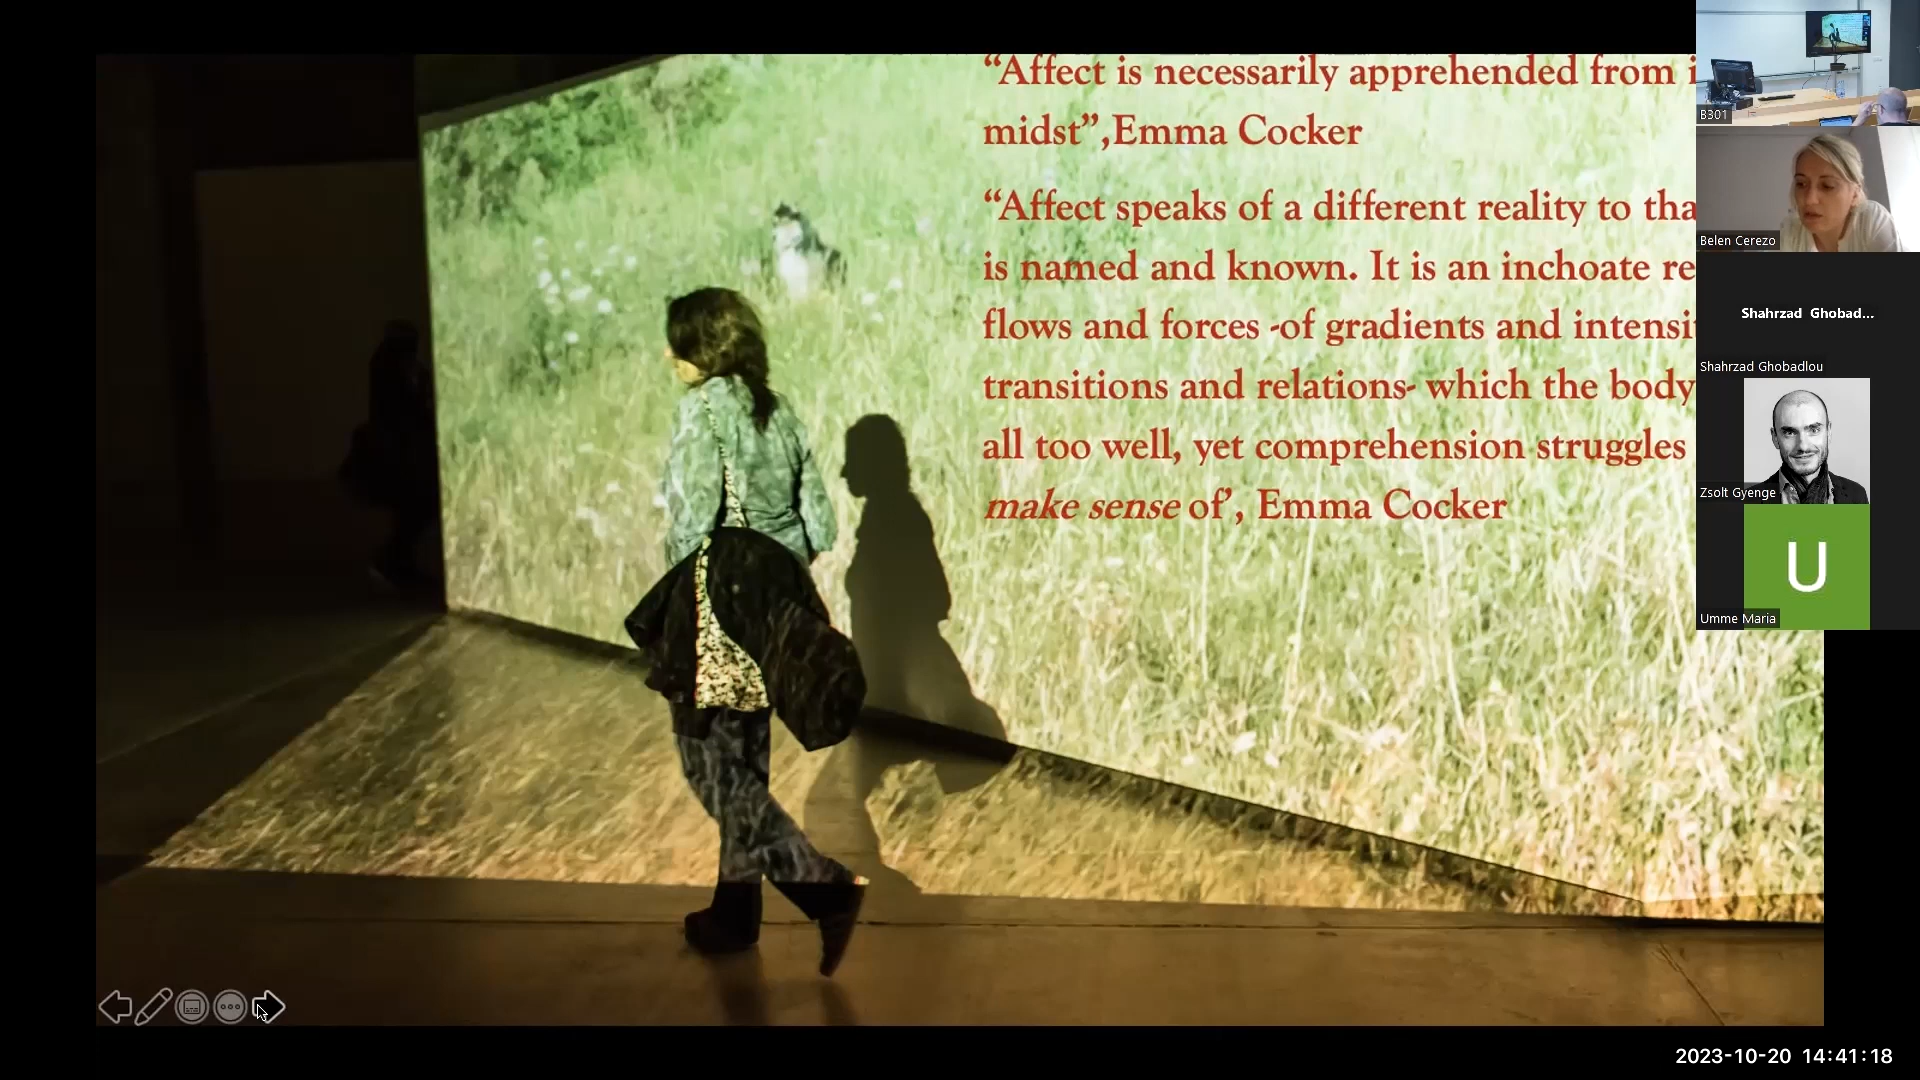 “Affect is necessarily apprehended from i
midst”,Emma Cocker
“Affect speaks of a different reality to tha
is named and known. It is an inchoate re
flows and forces -of gradients and intensit
transitions and relations- which the body
all too well, yet comprehension struggles
make sense of’, Emma Cocker
B301
Belen Cerezo
Shahrzad Ghobad...
Shahrzad Ghobadlou
Zsolt Gyenge
U
Umme Maria
2023-10-20 14:41:18